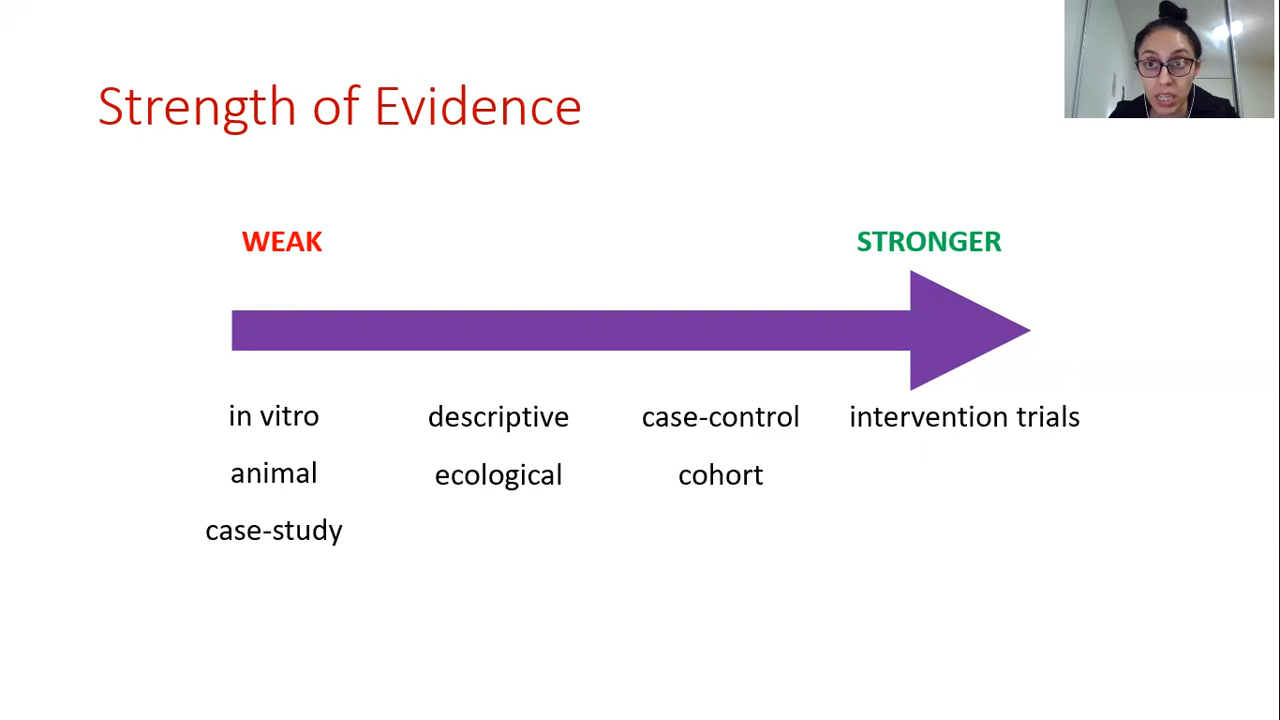 Strength of Evidence
WEAK
STRONGER
in vitro
descriptive
case-control
intervention trials
animal
ecological
cohort
case-study